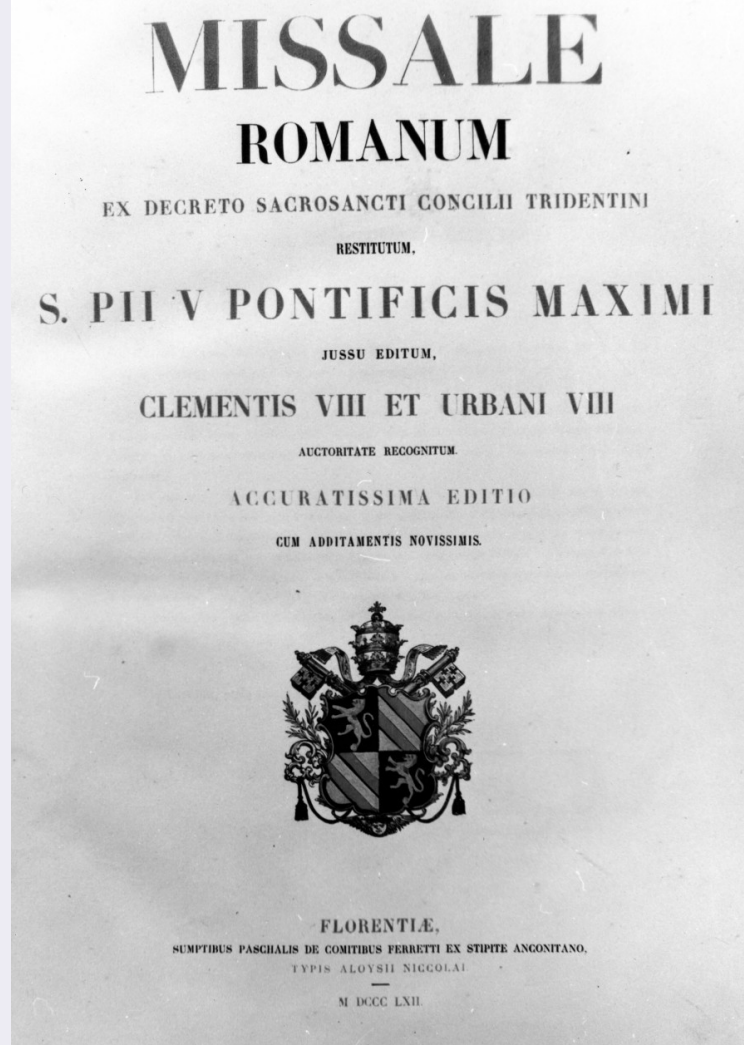 MISSALE
ROMANUM
EX DECRETO SACROSANCTI CONCILII TRIDENTINI
RESTITUTUM,
S. PII V PONTIFICIS MAXIMI
JUSSU EDITUM,
CLEMENTIS VIII ET URBANI VIII
AUCTORITATE RECOGNITUM.
ACCURATISSIMA EDITIO
CUM ADDITAMENTIS NOVISSIMIS.
FLORENTIÆ,
SUMPTIBUS PASCHALIS DE COMITIBUS FERRETTI EX STIPITE ANCONITANO,
TYPIS ALOYSII NICCOLAI
M DCCC LXII.